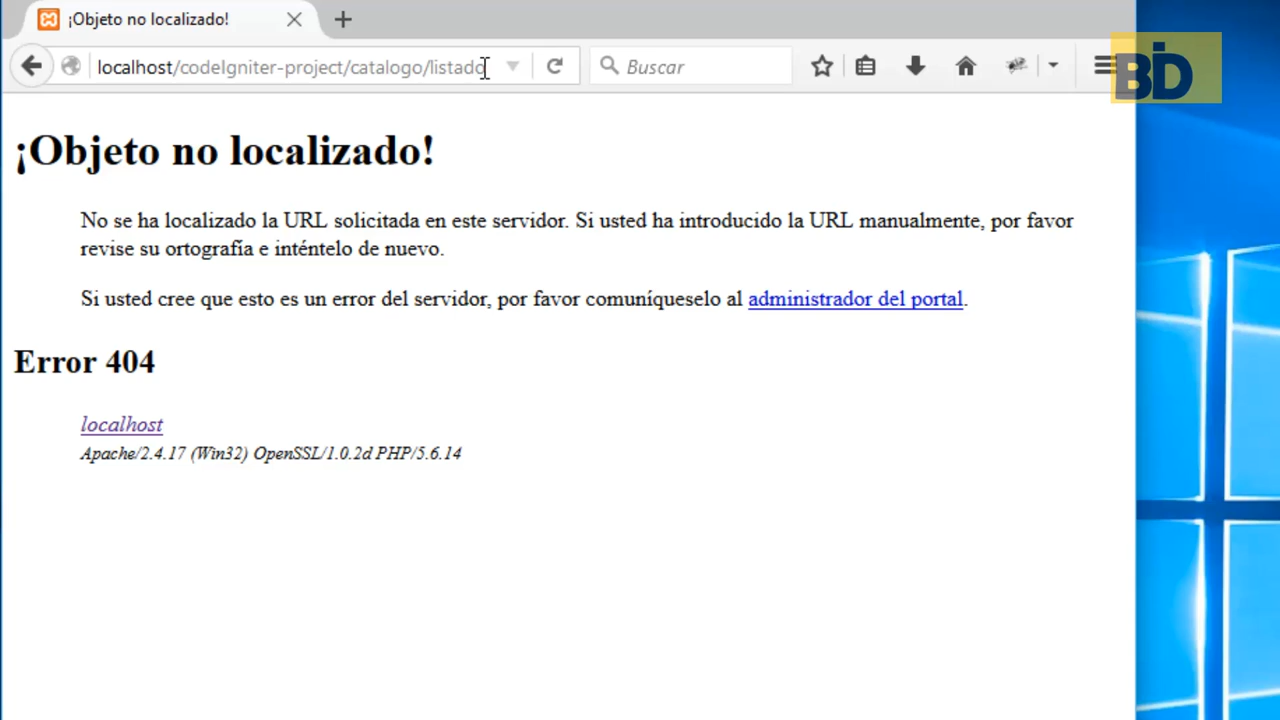 ¡Objeto no localizado!
localhost/codeIgniter-project/catalogo/listado
Buscar
BID
¡Objeto no localizado!
No se ha localizado la URL solicitada en este servidor. Si usted ha introducido la URL manualmente, por favor
revise su ortografía e inténtelo de nuevo.
Si usted cree que esto es un error del servidor, por favor comuníqueselo al administrador del portal.
Error 404
localhost
Apache/2.4.17 (Win32) OpenSSL/1.0.2d PHP/5.6.14